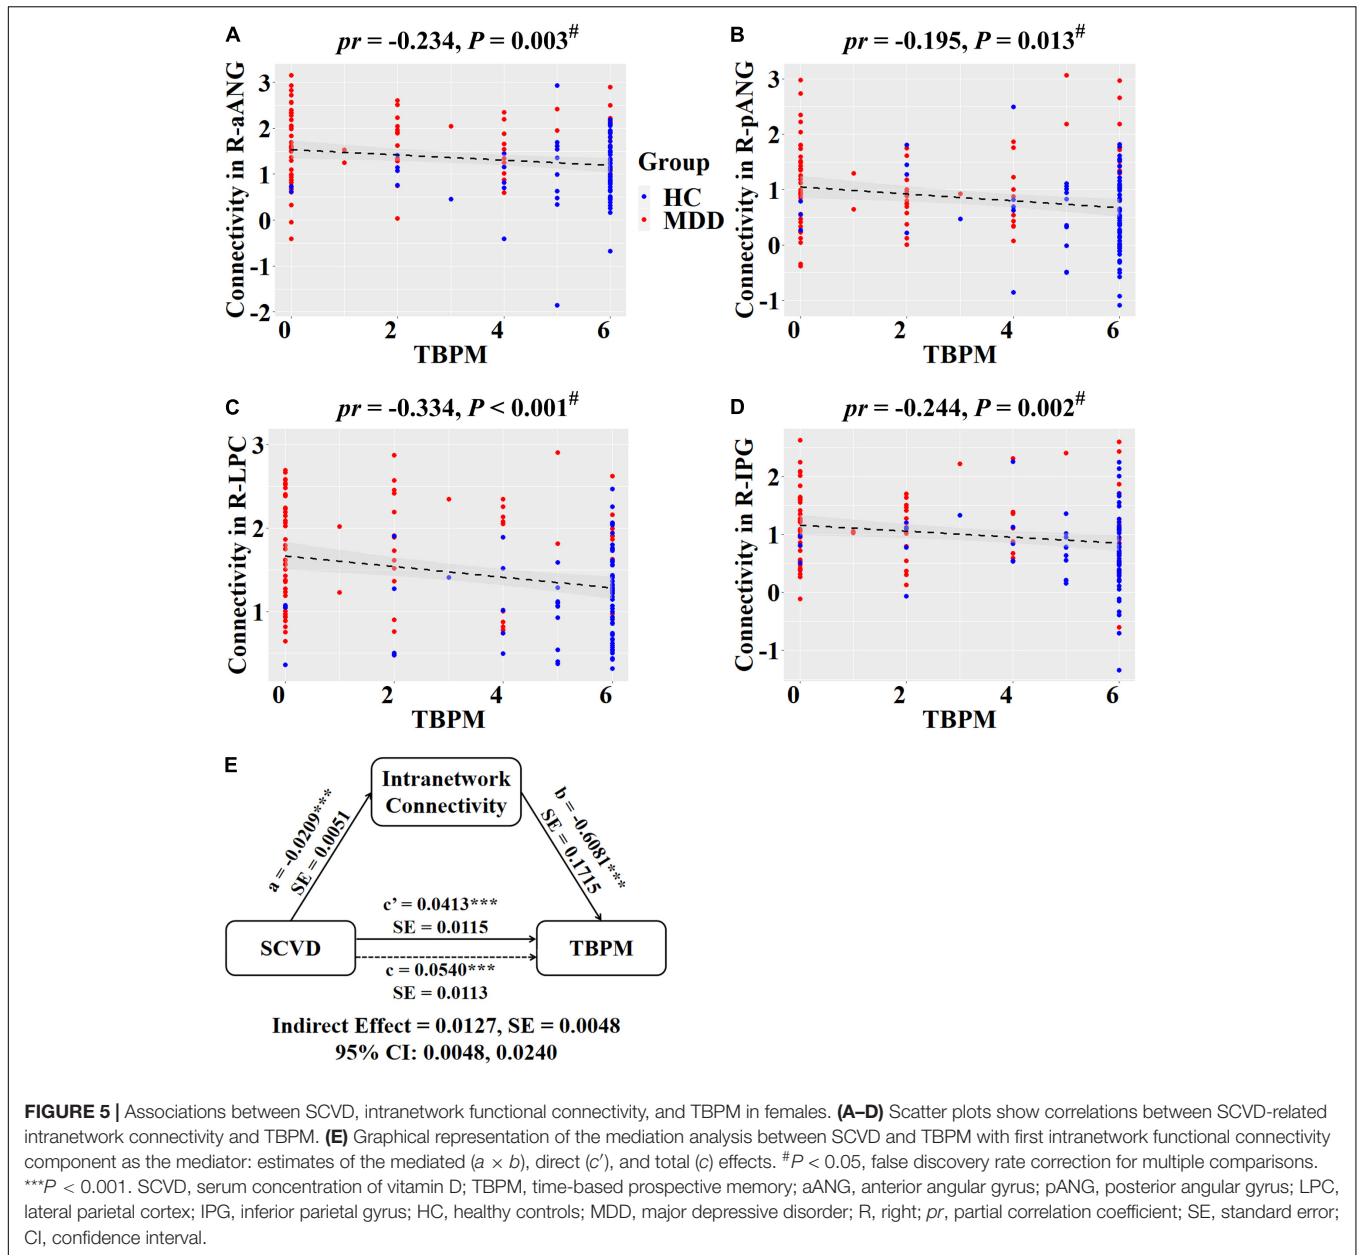 A
pr = -0.234, P = 0.003#
Connectivity in R-aANG
3
2
1
0
-1
-2
0 2 4 6
TBPM
Group
HC
MDD
B
pr = -0.195, P = 0.013#
Connectivity in R-pANG
3
2
1
0
-1
0 2 4 6
TBPM
C
pr = -0.334, P < 0.001#
Connectivity in R-LPC
3
2
1
0 2 4 6
TBPM
D
pr = -0.244, P = 0.002#
Connectivity in R-IPG
2
1
0
-1
0 2 4 6
TBPM
E
Intranetwork
Connectivity
a = -0.0209***
SE = 0.0051
b = -0.6081***
SE = 0.1715
SCVD
c' = 0.0413***
SE = 0.0115
c = 0.0540***
SE = 0.0113
TBPM
Indirect Effect = 0.0127, SE = 0.0048
95% CI: 0.0048, 0.0240
FIGURE 5 | Associations between SCVD, intranetwork functional connectivity, and TBPM in females. (A–D) Scatter plots show correlations between SCVD-related
intranetwork connectivity and TBPM. (E) Graphical representation of the mediation analysis between SCVD and TBPM with first intranetwork functional connectivity
component as the mediator: estimates of the mediated (a × b), direct (c′), and total (c) effects. #P < 0.05, false discovery rate correction for multiple comparisons.
***P < 0.001. SCVD, serum concentration of vitamin D; TBPM, time-based prospective memory; aANG, anterior angular gyrus; pANG, posterior angular gyrus; LPC,
lateral parietal cortex; IPG, inferior parietal gyrus; HC, healthy controls; MDD, major depressive disorder; R, right; pr, partial correlation coefficient; SE, standard error;
CI, confidence interval.